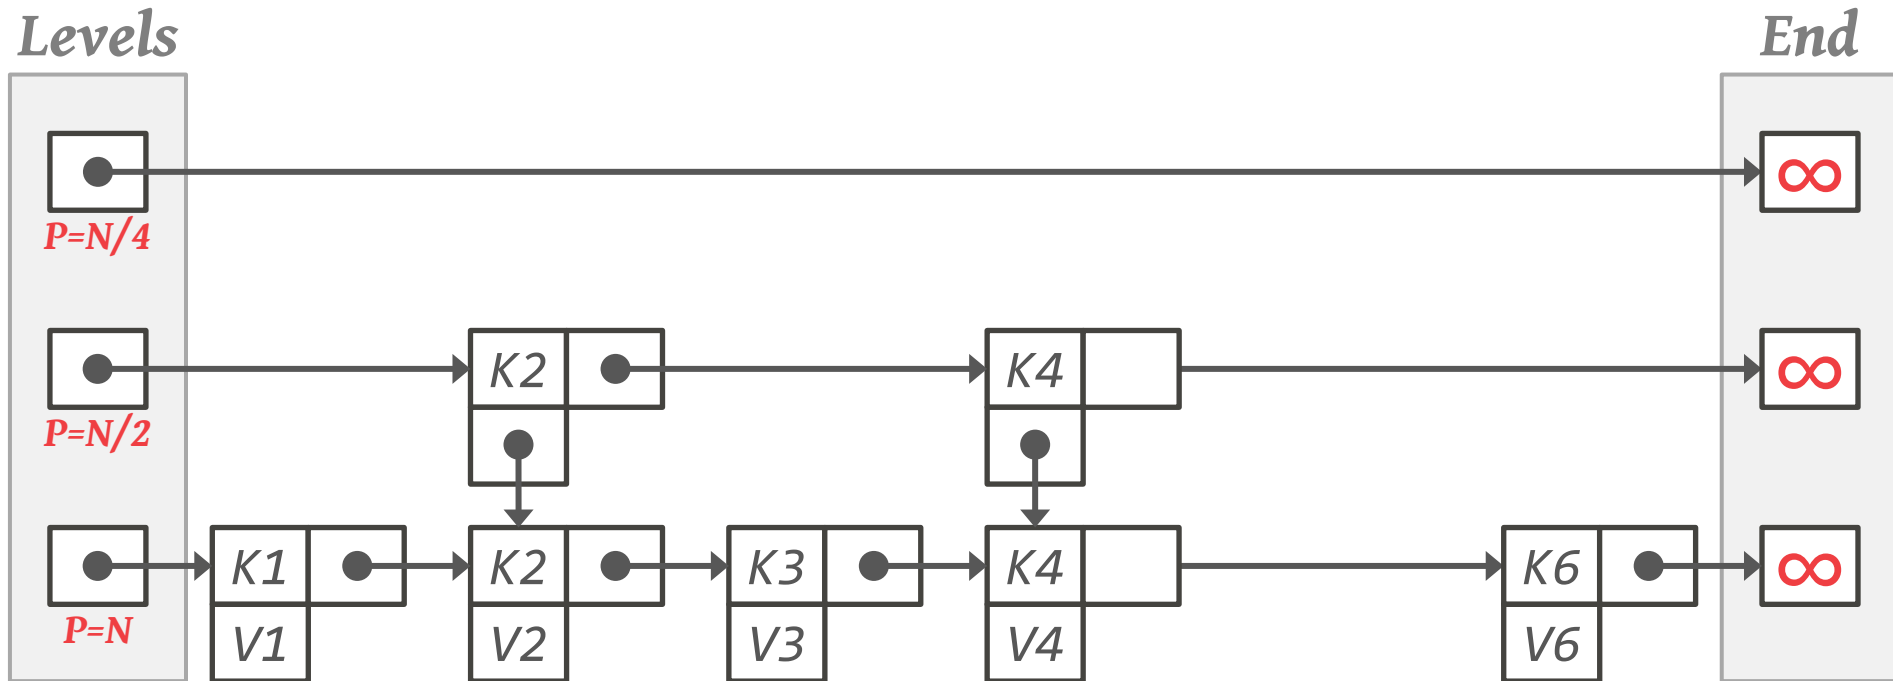 Levels End
∞
P=N/4
K2 K4 ∞
P=N/2
K1 K2 K3 K4 K6 ∞
P=N
V1 V2 V3 V4 V6